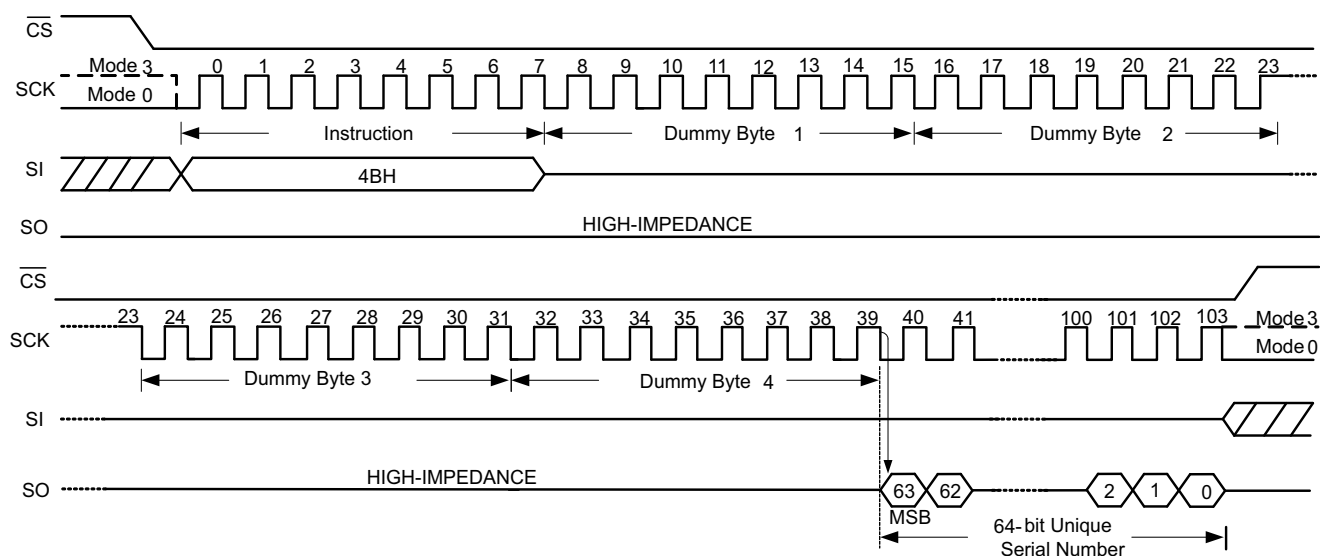 CS
Mode 3
SCK
Mode 0
0 1 2 3 4 5 6 7 8 9 10 11 12 13 14 15 16 17 18 19 20 21 22 23
Instruction
Dummy Byte 1
Dummy Byte 2
SI
4BH
SO
HIGH-IMPEDANCE
CS
SCK
23 24 25 26 27 28 29 30 31 32 33 34 35 36 37 38 39 40 41 100 101 102 103
Mode 3
Mode 0
Dummy Byte 3
Dummy Byte 4
SI
SO
HIGH-IMPEDANCE
63 62 2 1 0
MSB
64-bit Unique
Serial Number